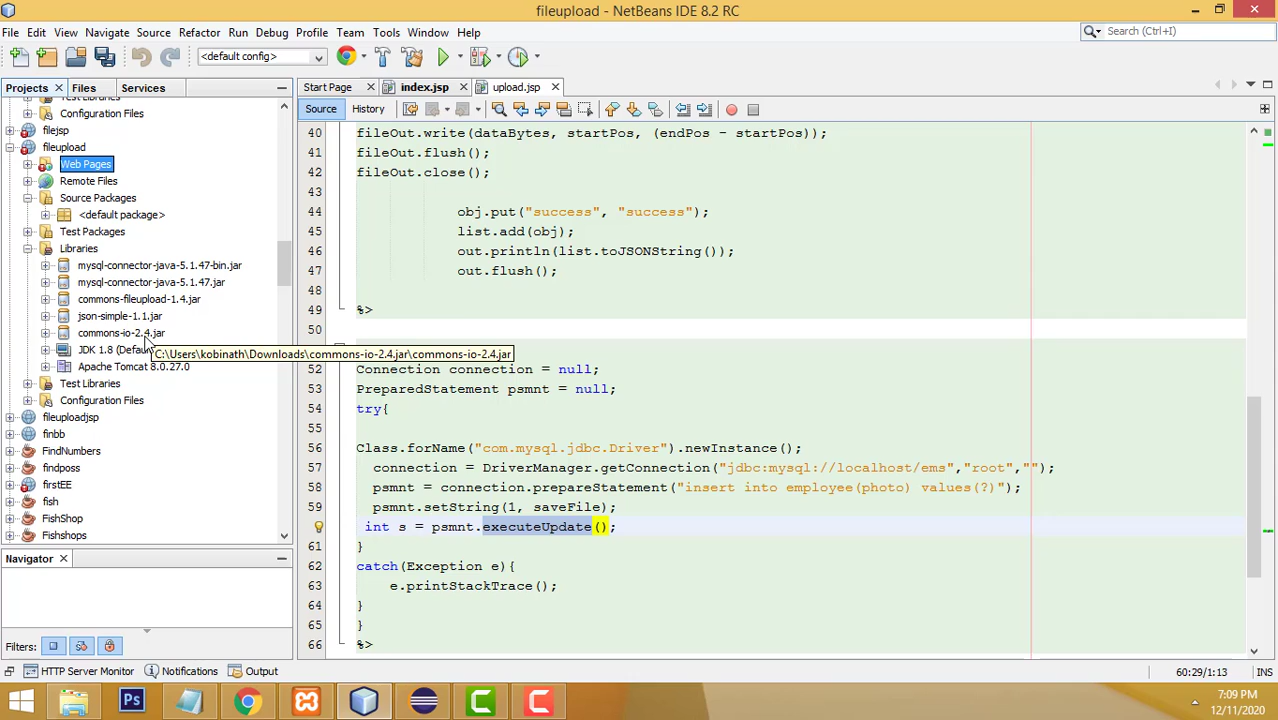 fileupload - NetBeans IDE 8.2 RC
File Edit View Navigate Source Refactor Run Debug Profile Team Tools Window Help
Search (Ctrl+I)
<default config>
Projects Files Services
Start Page index.jsp upload.jsp
Source History
Configuration Files
filejsp
fileupload
Web Pages
Remote Files
Source Packages
<default package>
Test Packages
Libraries
mysql-connector-java-5.1.47-bin.jar
mysql-connector-java-5.1.47.jar
commons-fileupload-1.4.jar
json-simple-1.1.jar
commons-io-2.4.jar
JDK 1.8 (Defau
C:\Users\kobinath\Downloads\commons-io-2.4.jar\commons-io-2.4.jar
Apache Tomcat 8.0.27.0
Test Libraries
Configuration Files
fileuploadjsp
finbb
FindNumbers
findposs
firstEE
fish
FishShop
Fishshops
Navigator
Filters:
40 fileOut.write(dataBytes, startPos, (endPos - startPos));
41 fileOut.flush();
42 fileOut.close();
43
44 obj.put("success", "success");
45 list.add(obj);
46 out.println(list.toJSONString());
47 out.flush();
48
49 %>
50
52 Connection connection = null;
53 PreparedStatement psmnt = null;
54 try{
55
56 Class.forName("com.mysql.jdbc.Driver").newInstance();
57 connection = DriverManager.getConnection("jdbc:mysql://localhost/ems","root","");
58 psmnt = connection.prepareStatement("insert into employee(photo) values(?)");
59 psmnt.setString(1, saveFile);
int s = psmnt.executeUpdate();
61 }
62 catch(Exception e){
63 e.printStackTrace();
64 }
65 }
66 %>
HTTP Server Monitor Notifications Output
60:29/1:13 INS
Ps
7:09 PM
12/11/2020